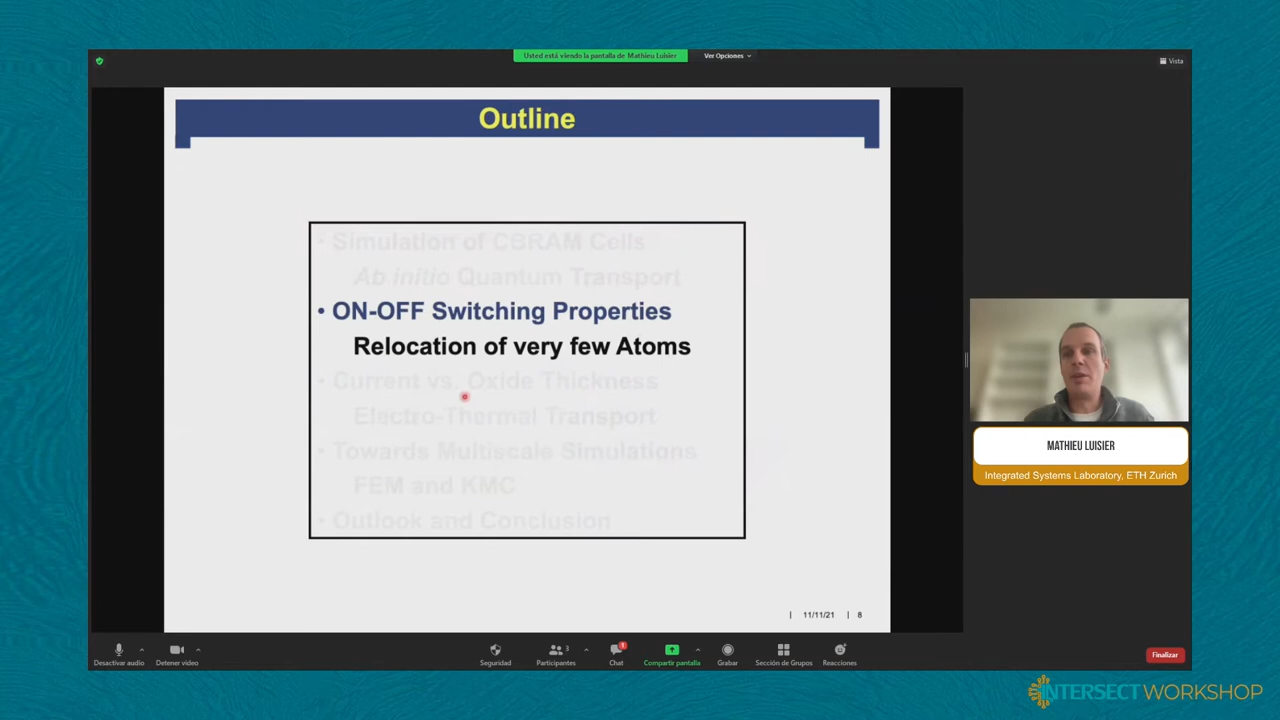 Usted está viendo la pantalla de Mathieu Luisier
Ver Opciones
Vista
Outline
• Simulation of CBRAM Cells
Ab initio Quantum Transport
• ON-OFF Switching Properties
Relocation of very few Atoms
• Current vs. Oxide Thickness
Electro-Thermal Transport
• Towards Multiscale Simulations
FEM and KMC
• Outlook and Conclusion
| 11/11/21 | 8
MATHIEU LUISIER
Integrated Systems Laboratory, ETH Zurich
Desactivar audio
Detener video
Seguridad
Participantes
3
Chat
1
Compartir pantalla
Grabar
Sección de Grupos
Reacciones
Finalizar
INTERSECT WORKSHOP